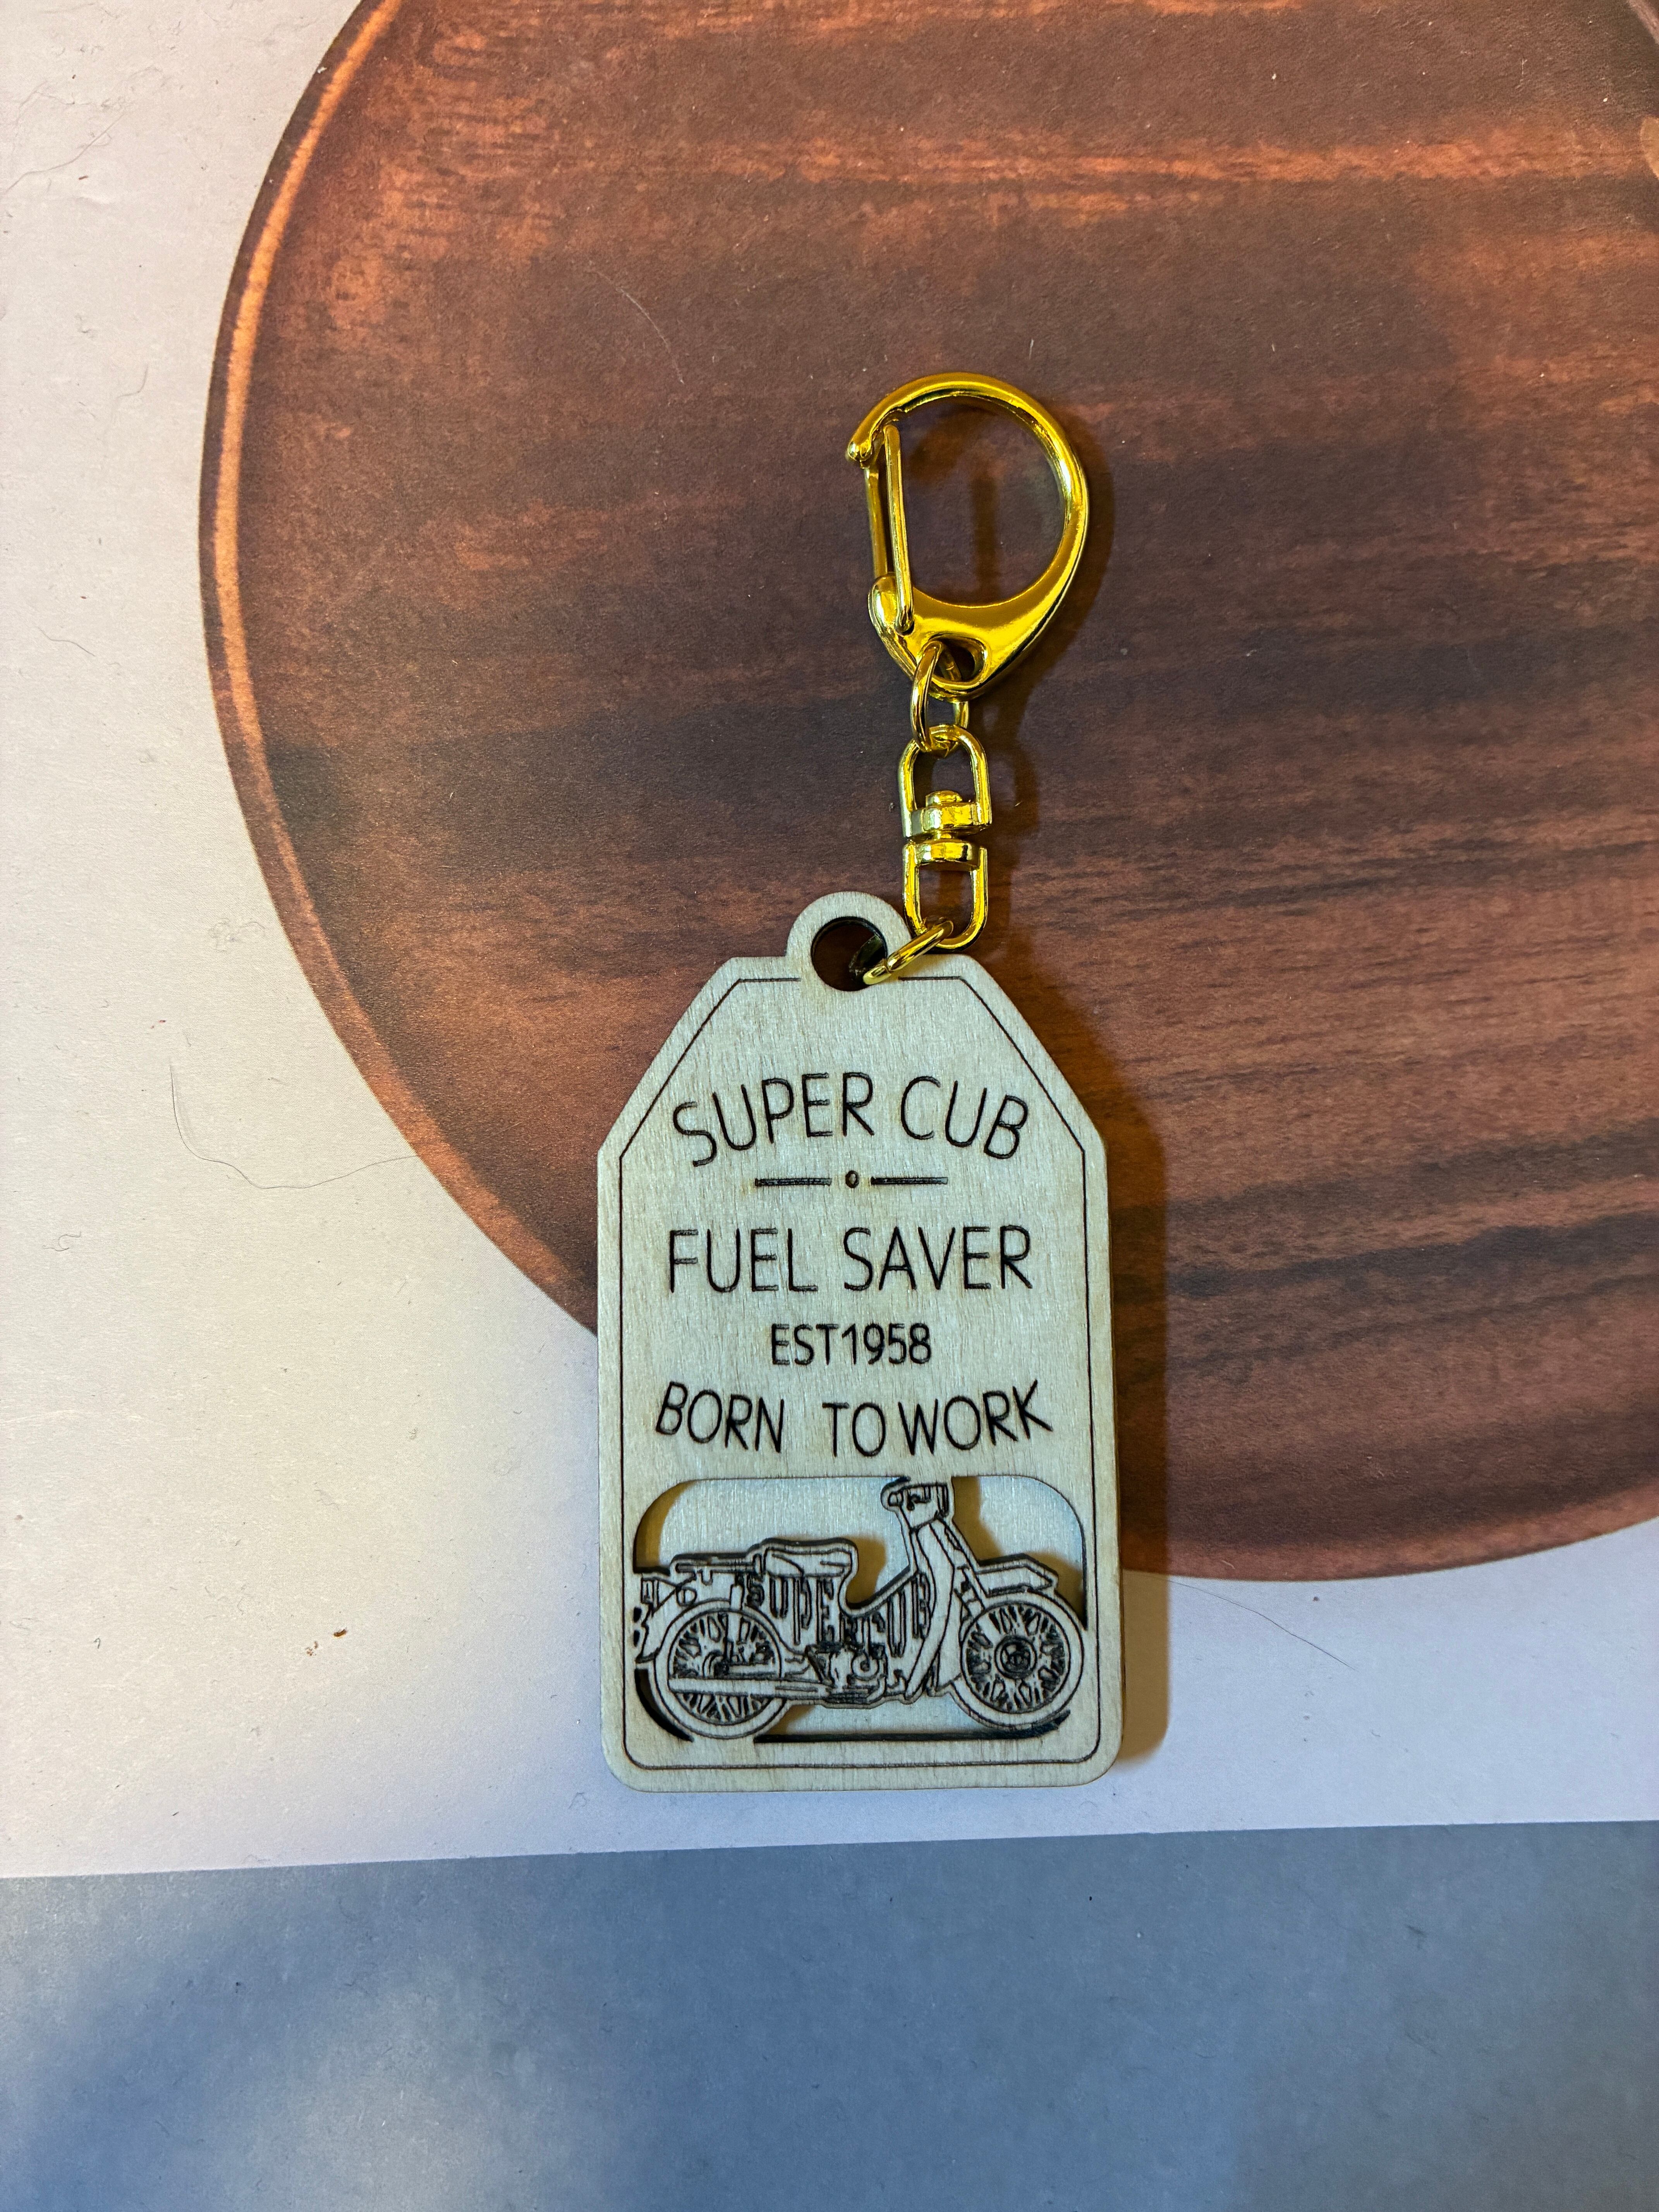 SUPER CUB
FUEL SAVER
EST1958
BORN TO WORK
SUPER CUB